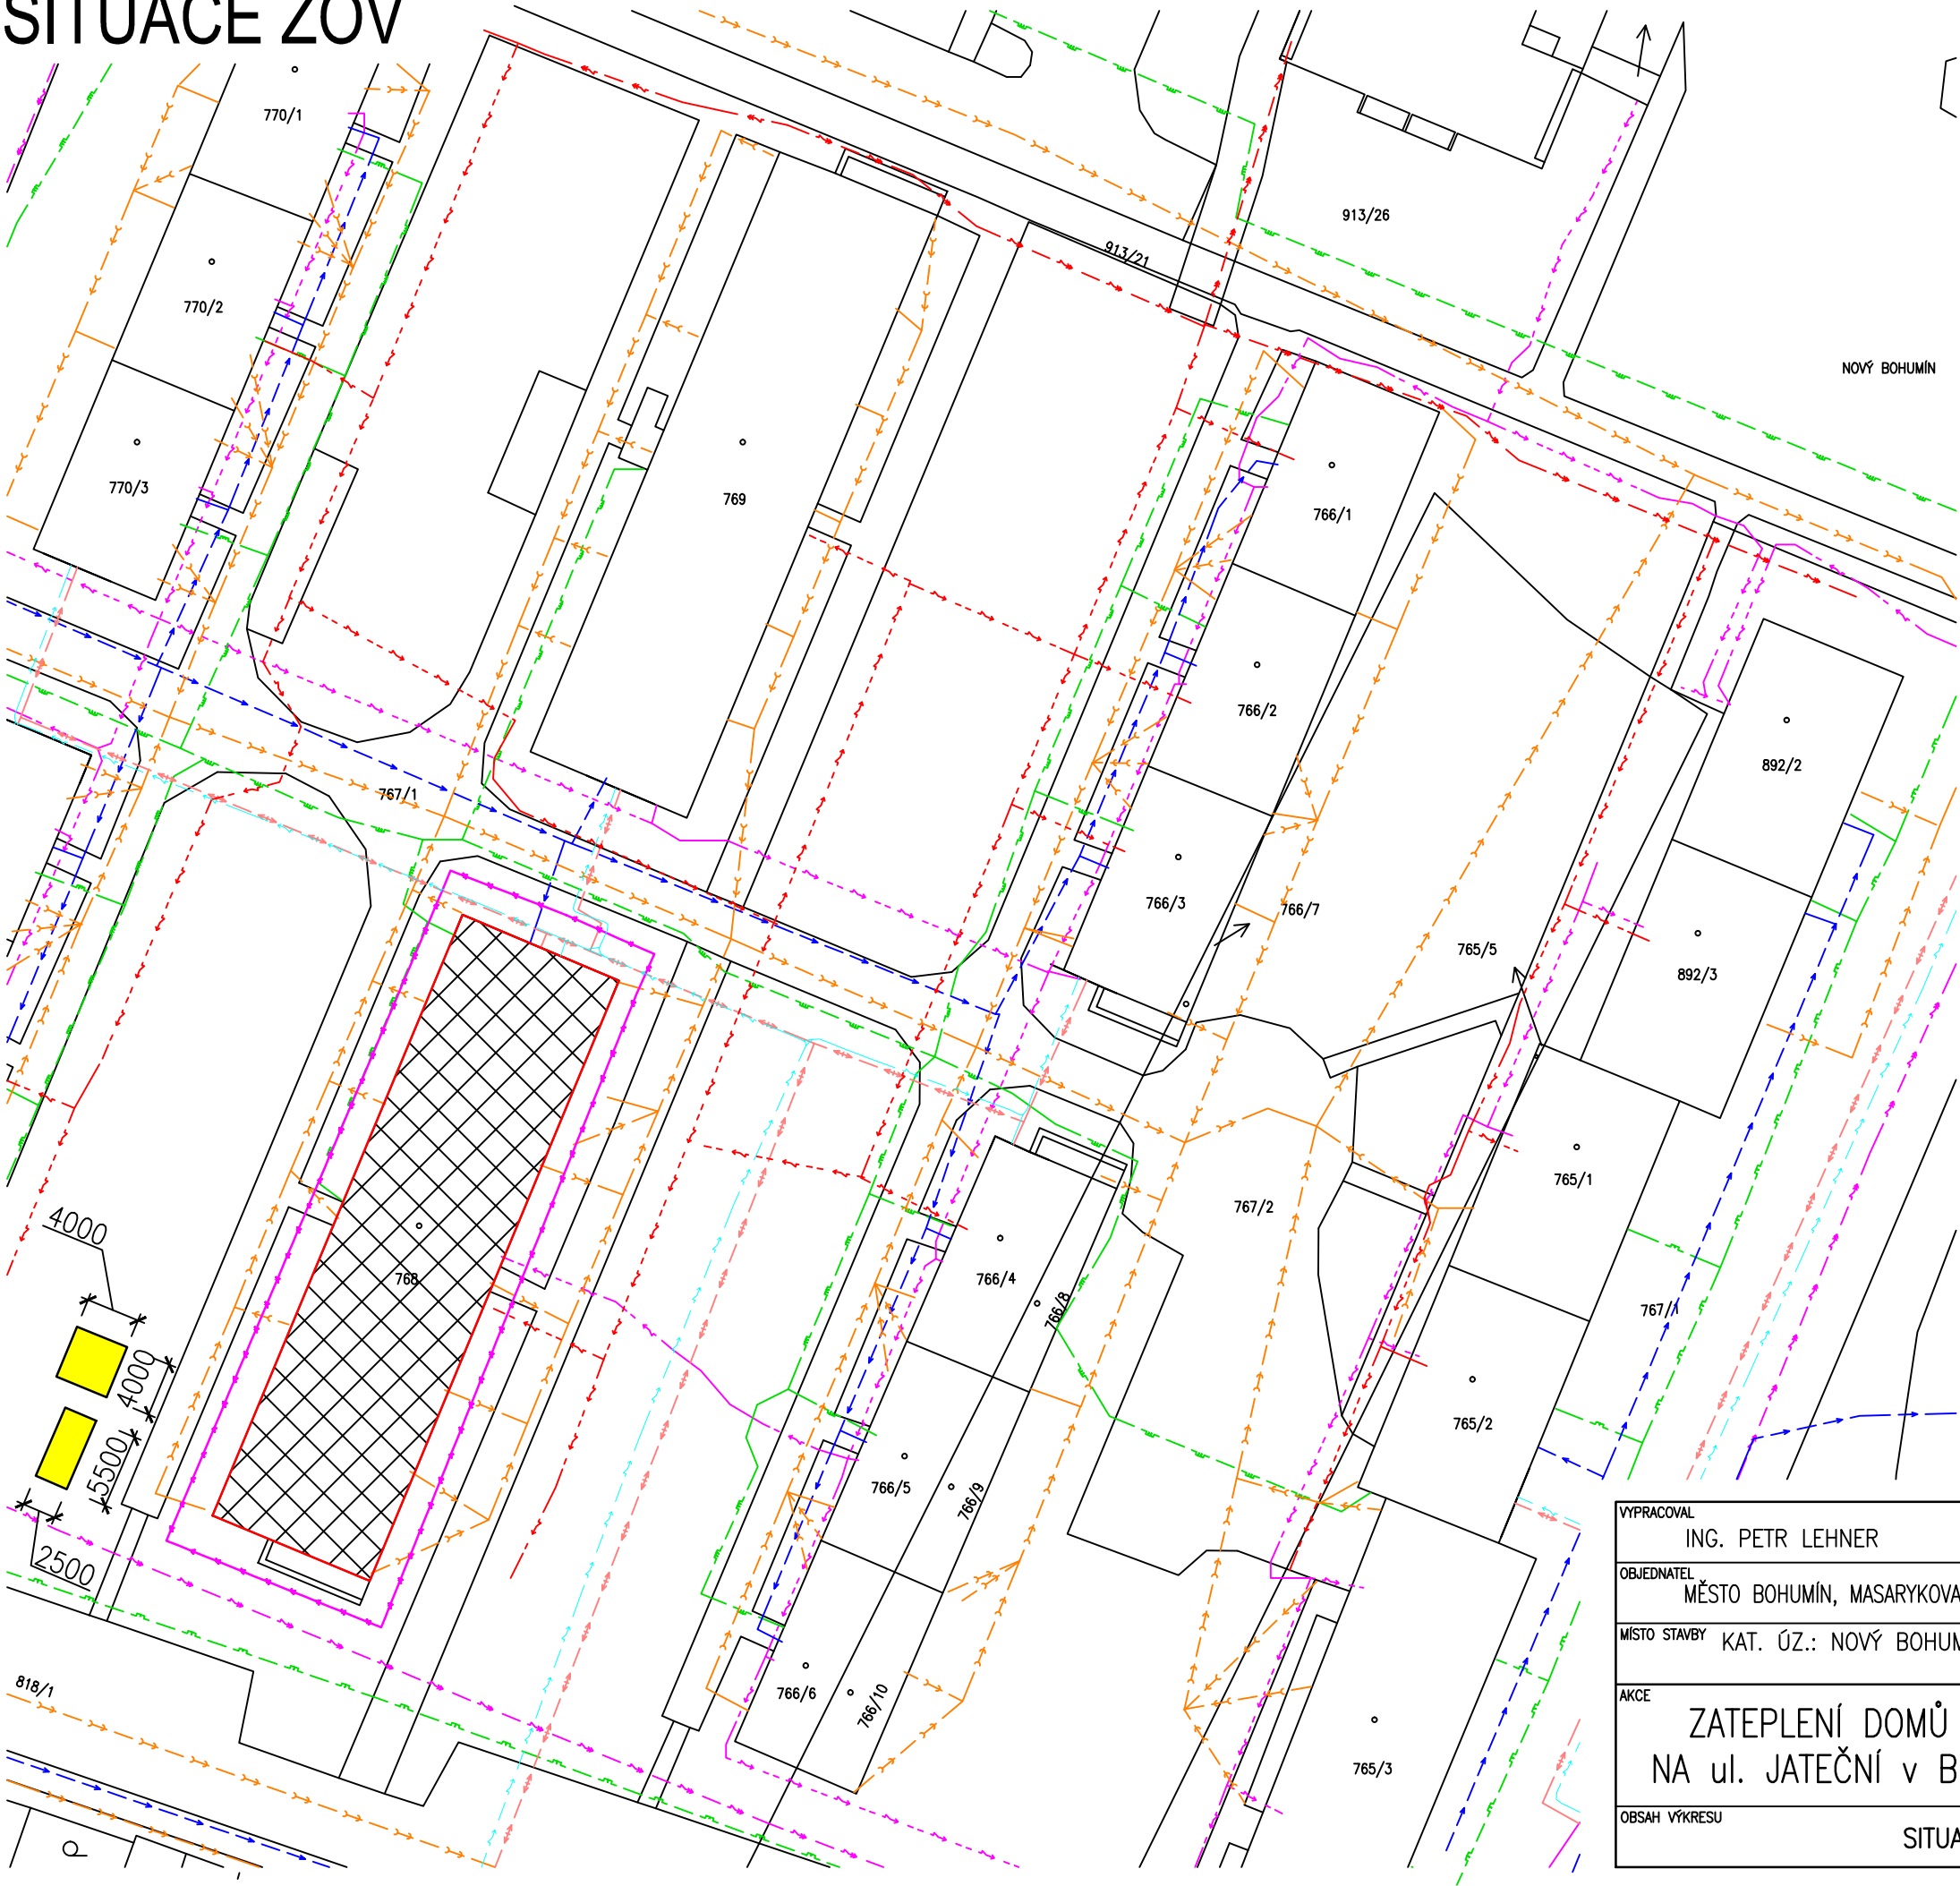 SITUACE ZOV
770/1
913/26
913/21
770/2
NOVÝ BOHUMÍN
770/3
769
766/1
766/2
892/2
767/1
766/3
766/7
765/5
892/3
765/1
767/2
4000
768
766/4
766/8
767/1
4000
765/2
5500
766/5
766/9
2500
818/1
766/6
766/10
765/3
VYPRACOVAL
ING. PETR LEHNER
OBJEDNATEL
MĚSTO BOHUMÍN, MASARYKOVA
MÍSTO STAVBY KAT. ÚZ.: NOVÝ BOHUM
AKCE
ZATEPLENÍ DOMŮ
NA ul. JATEČNÍ v B
OBSAH VÝKRESU
SITUA